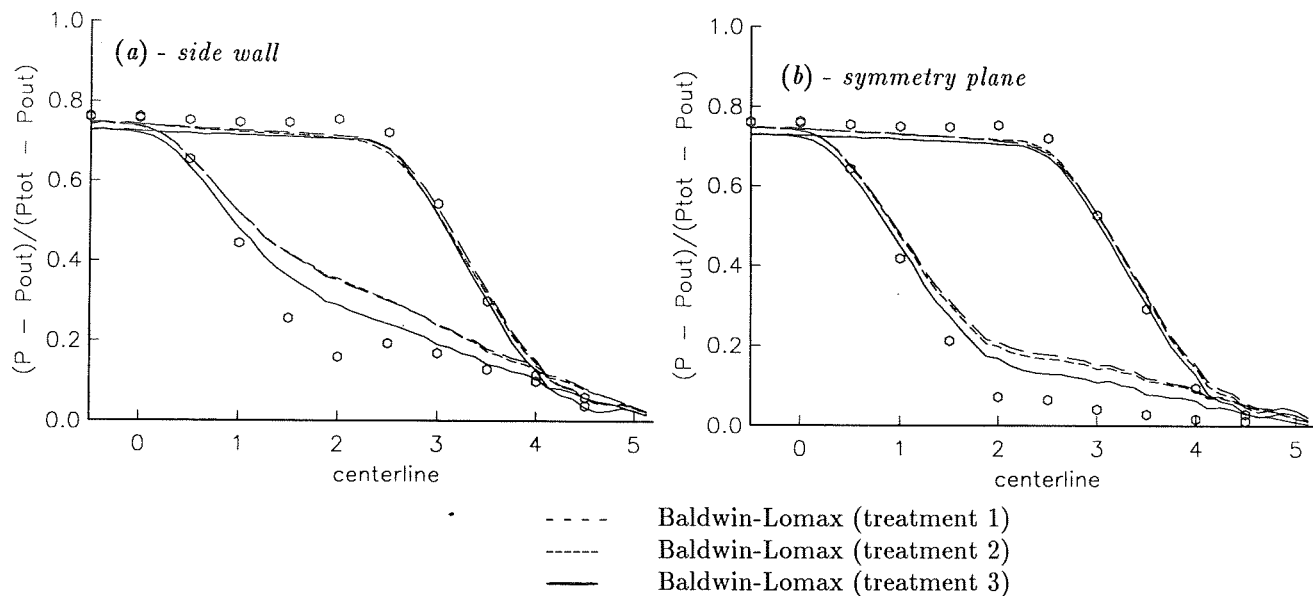 (a) - side wall
(P − Pout)/(Ptot − Pout)
1.0
0.8
0.6
0.4
0.2
0.0
0 1 2 3 4 5
centerline
(b) - symmetry plane
(P − Pout)/(Ptot − Pout)
1.0
0.8
0.6
0.4
0.2
0.0
0 1 2 3 4 5
centerline
Baldwin-Lomax (treatment 1)
Baldwin-Lomax (treatment 2)
Baldwin-Lomax (treatment 3)